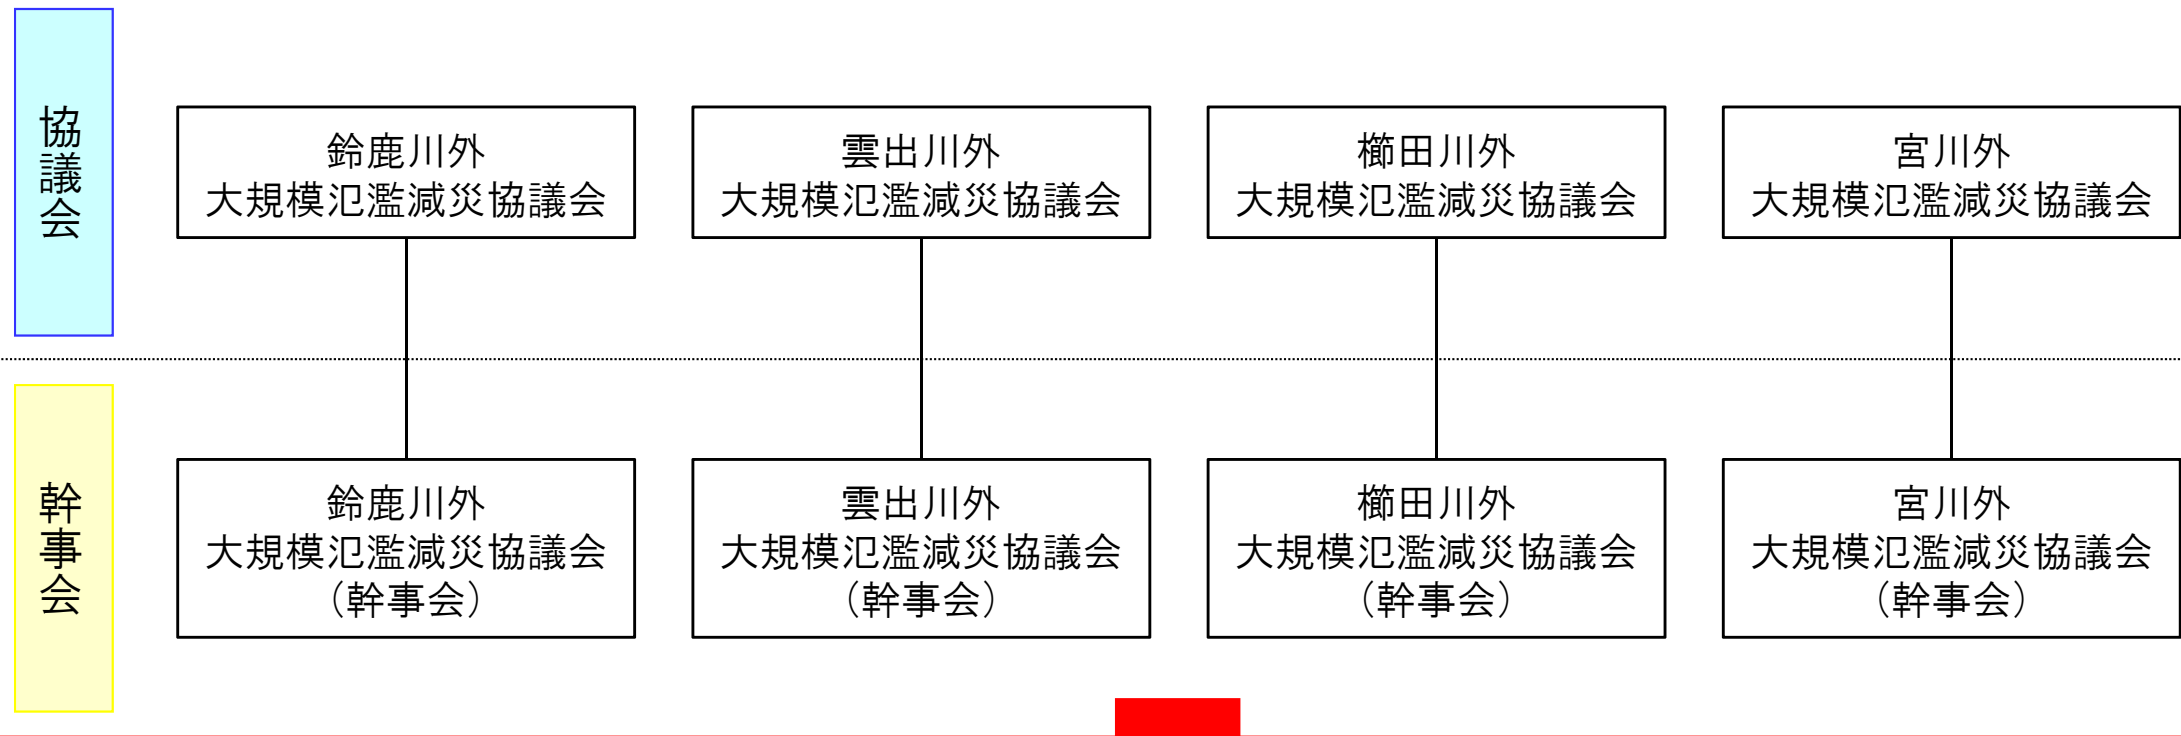 協議会
鈴鹿川外
大規模氾濫減災協議会
雲出川外
大規模氾濫減災協議会
櫛田川外
大規模氾濫減災協議会
宮川外
大規模氾濫減災協議会
幹事会
鈴鹿川外
大規模氾濫減災協議会
（幹事会）
雲出川外
大規模氾濫減災協議会
（幹事会）
櫛田川外
大規模氾濫減災協議会
（幹事会）
宮川外
大規模氾濫減災協議会
（幹事会）